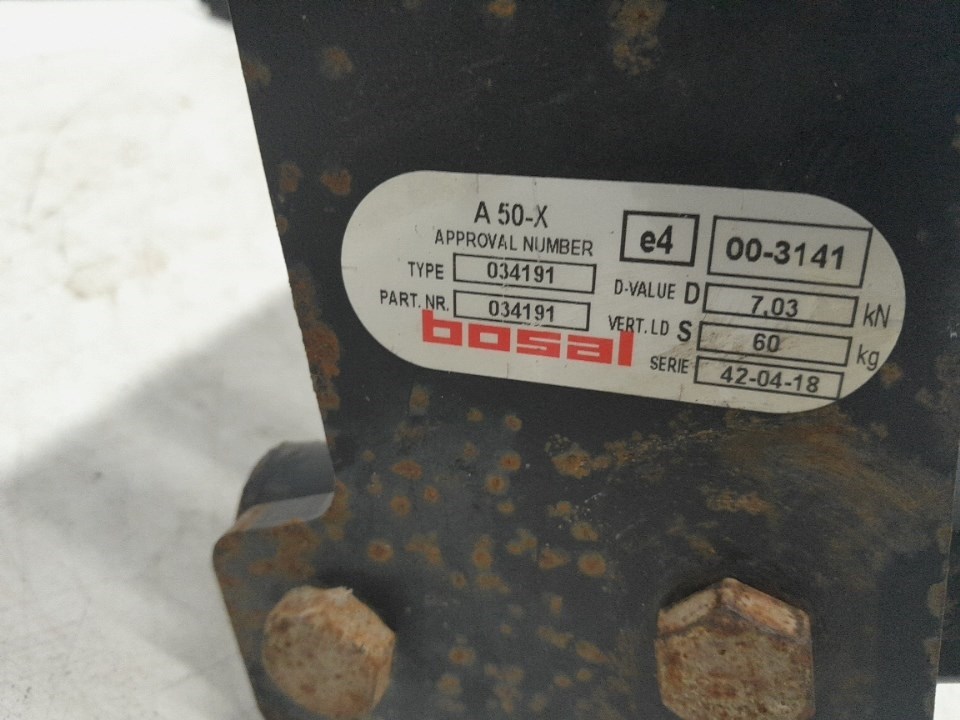 A 50-X
APPROVAL NUMBER e4 00-3141
TYPE 034191 D-VALUE D 7,03 kN
PART. NR. 034191 VERT. LD S 60 kg
bosal SERIE 42-04-18